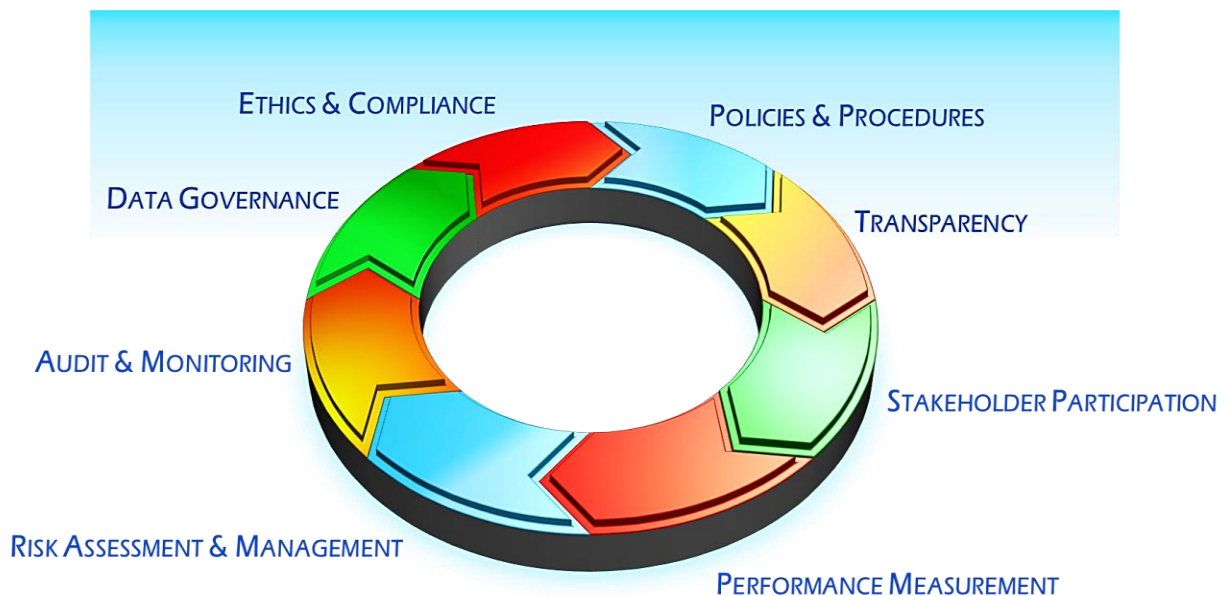 Ethics & Compliance
Policies & Procedures
Data Governance
Transparency
Audit & Monitoring
Stakeholder Participation
Risk Assessment & Management
Performance Measurement